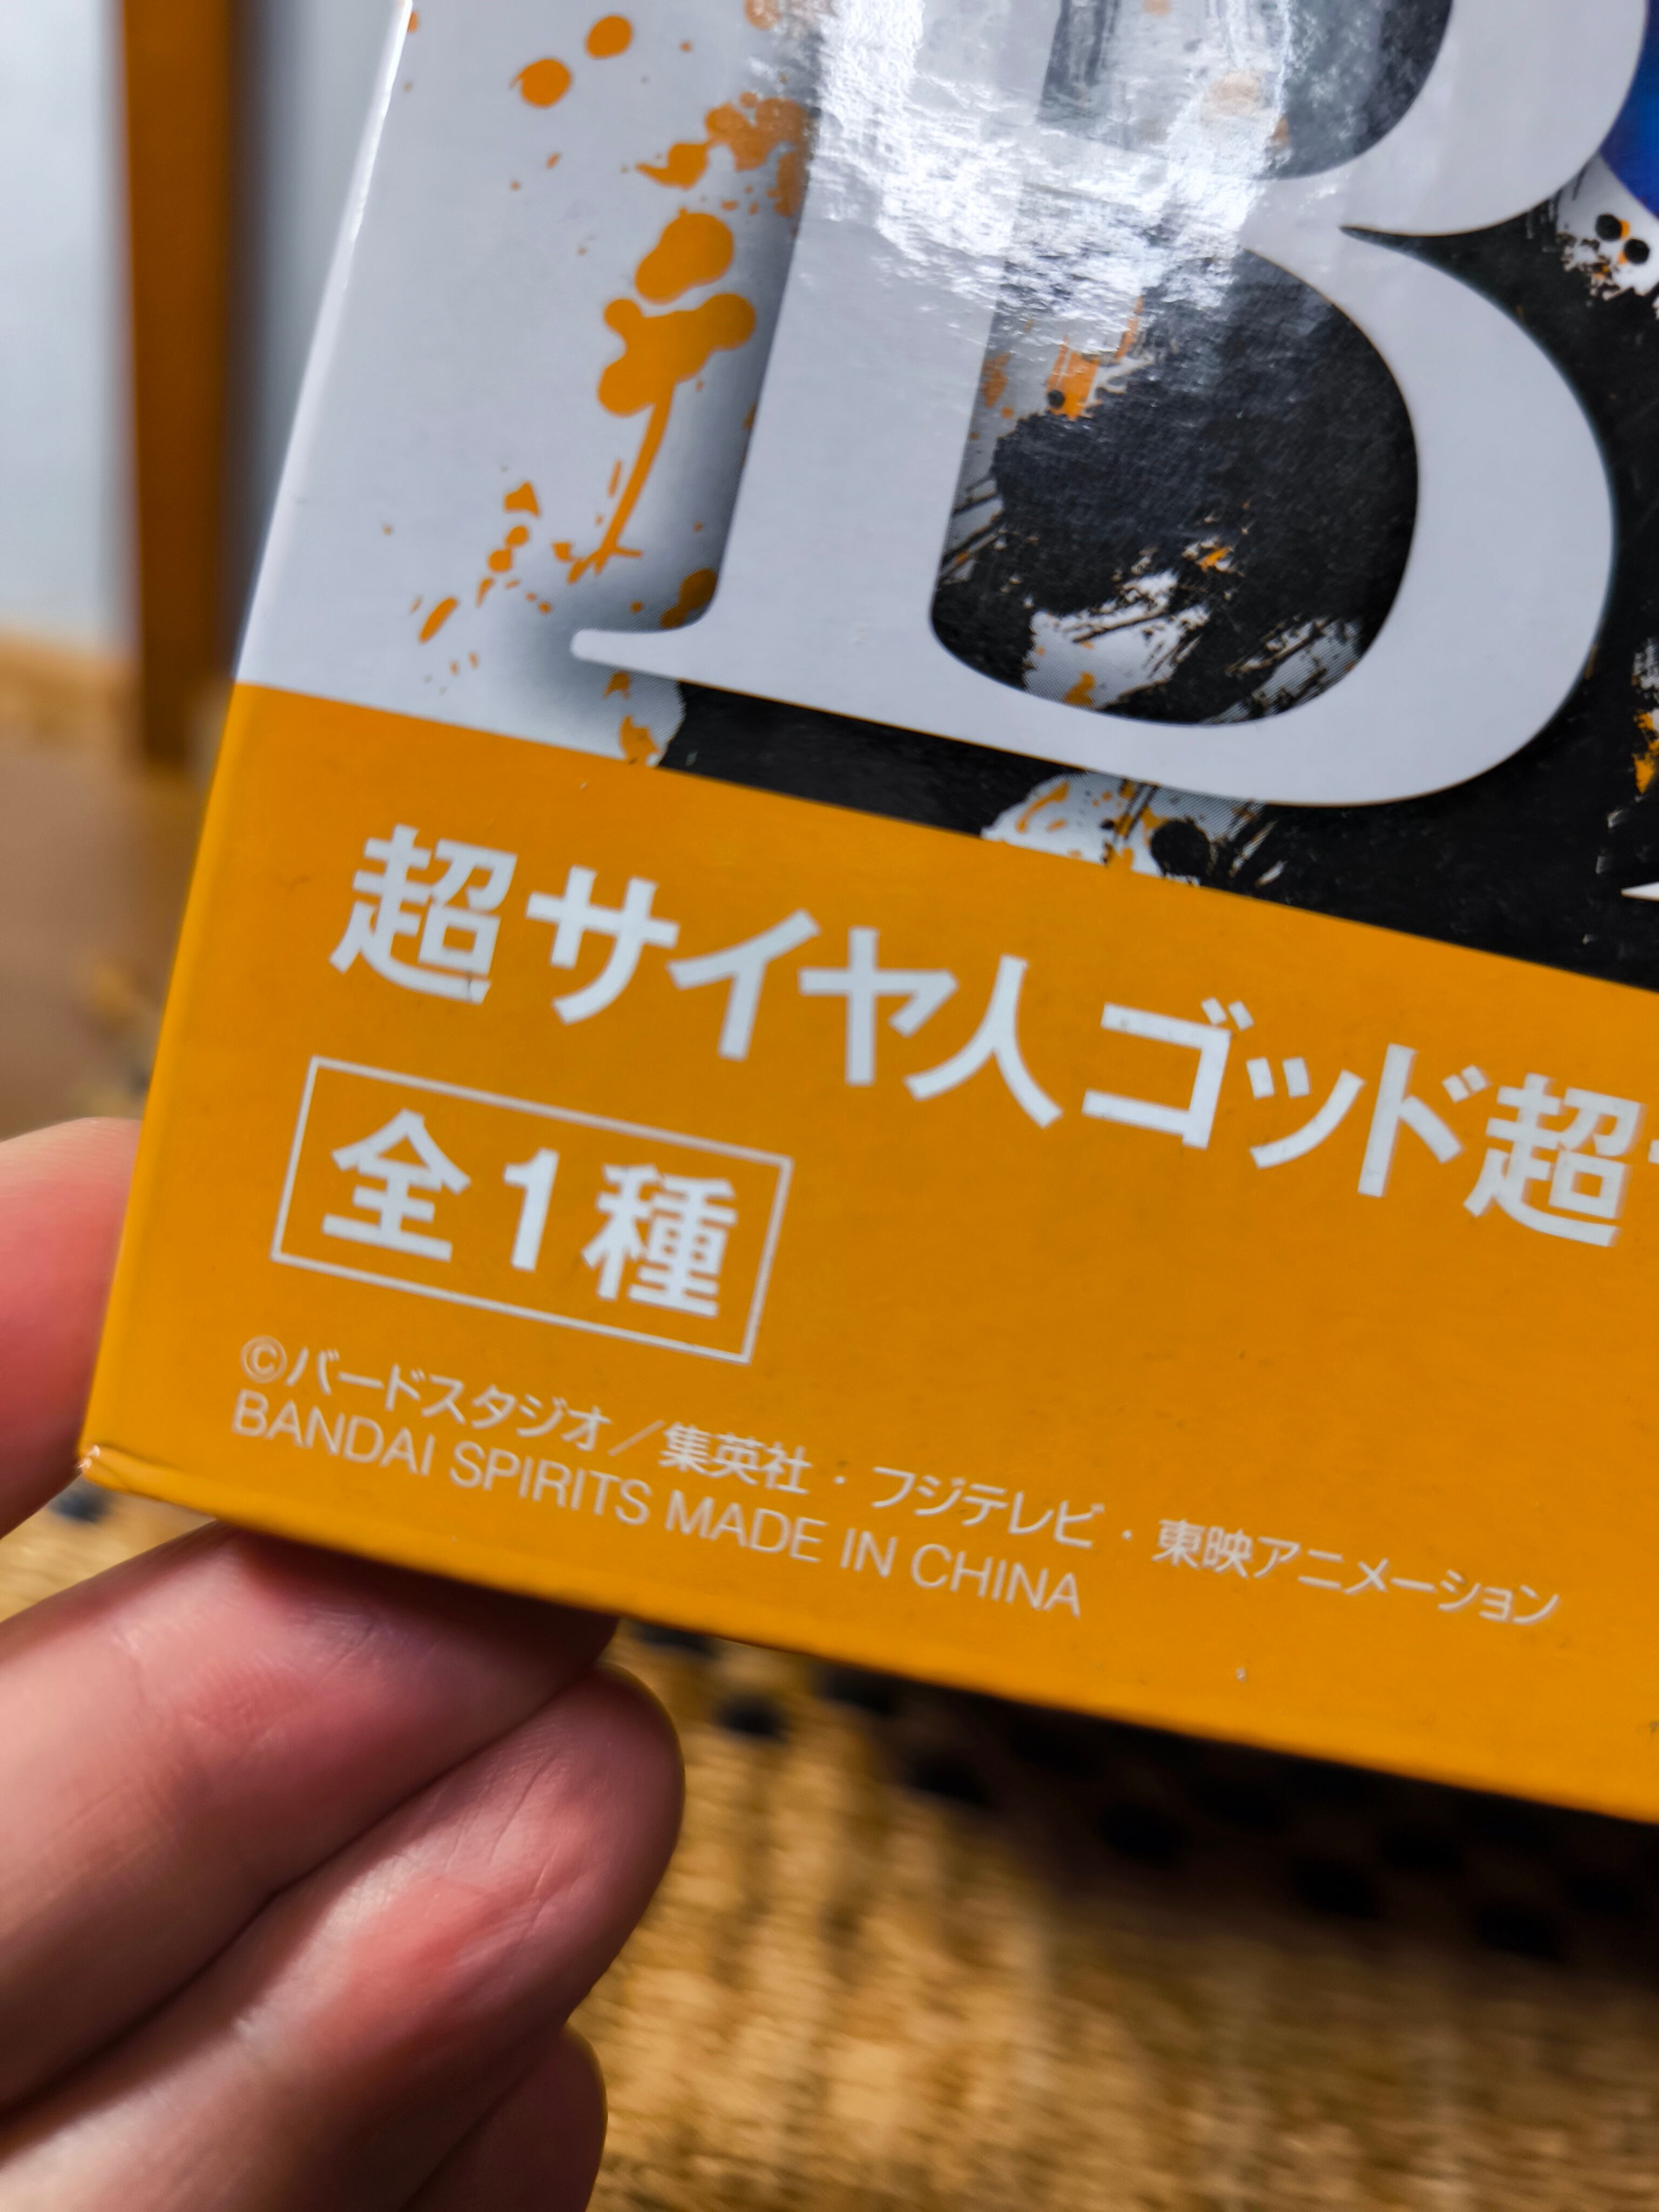 B
超サイヤ人ゴッド超
全1種
©バードスタジオ／集英社・フジテレビ・東映アニメーション
BANDAI SPIRITS MADE IN CHINA